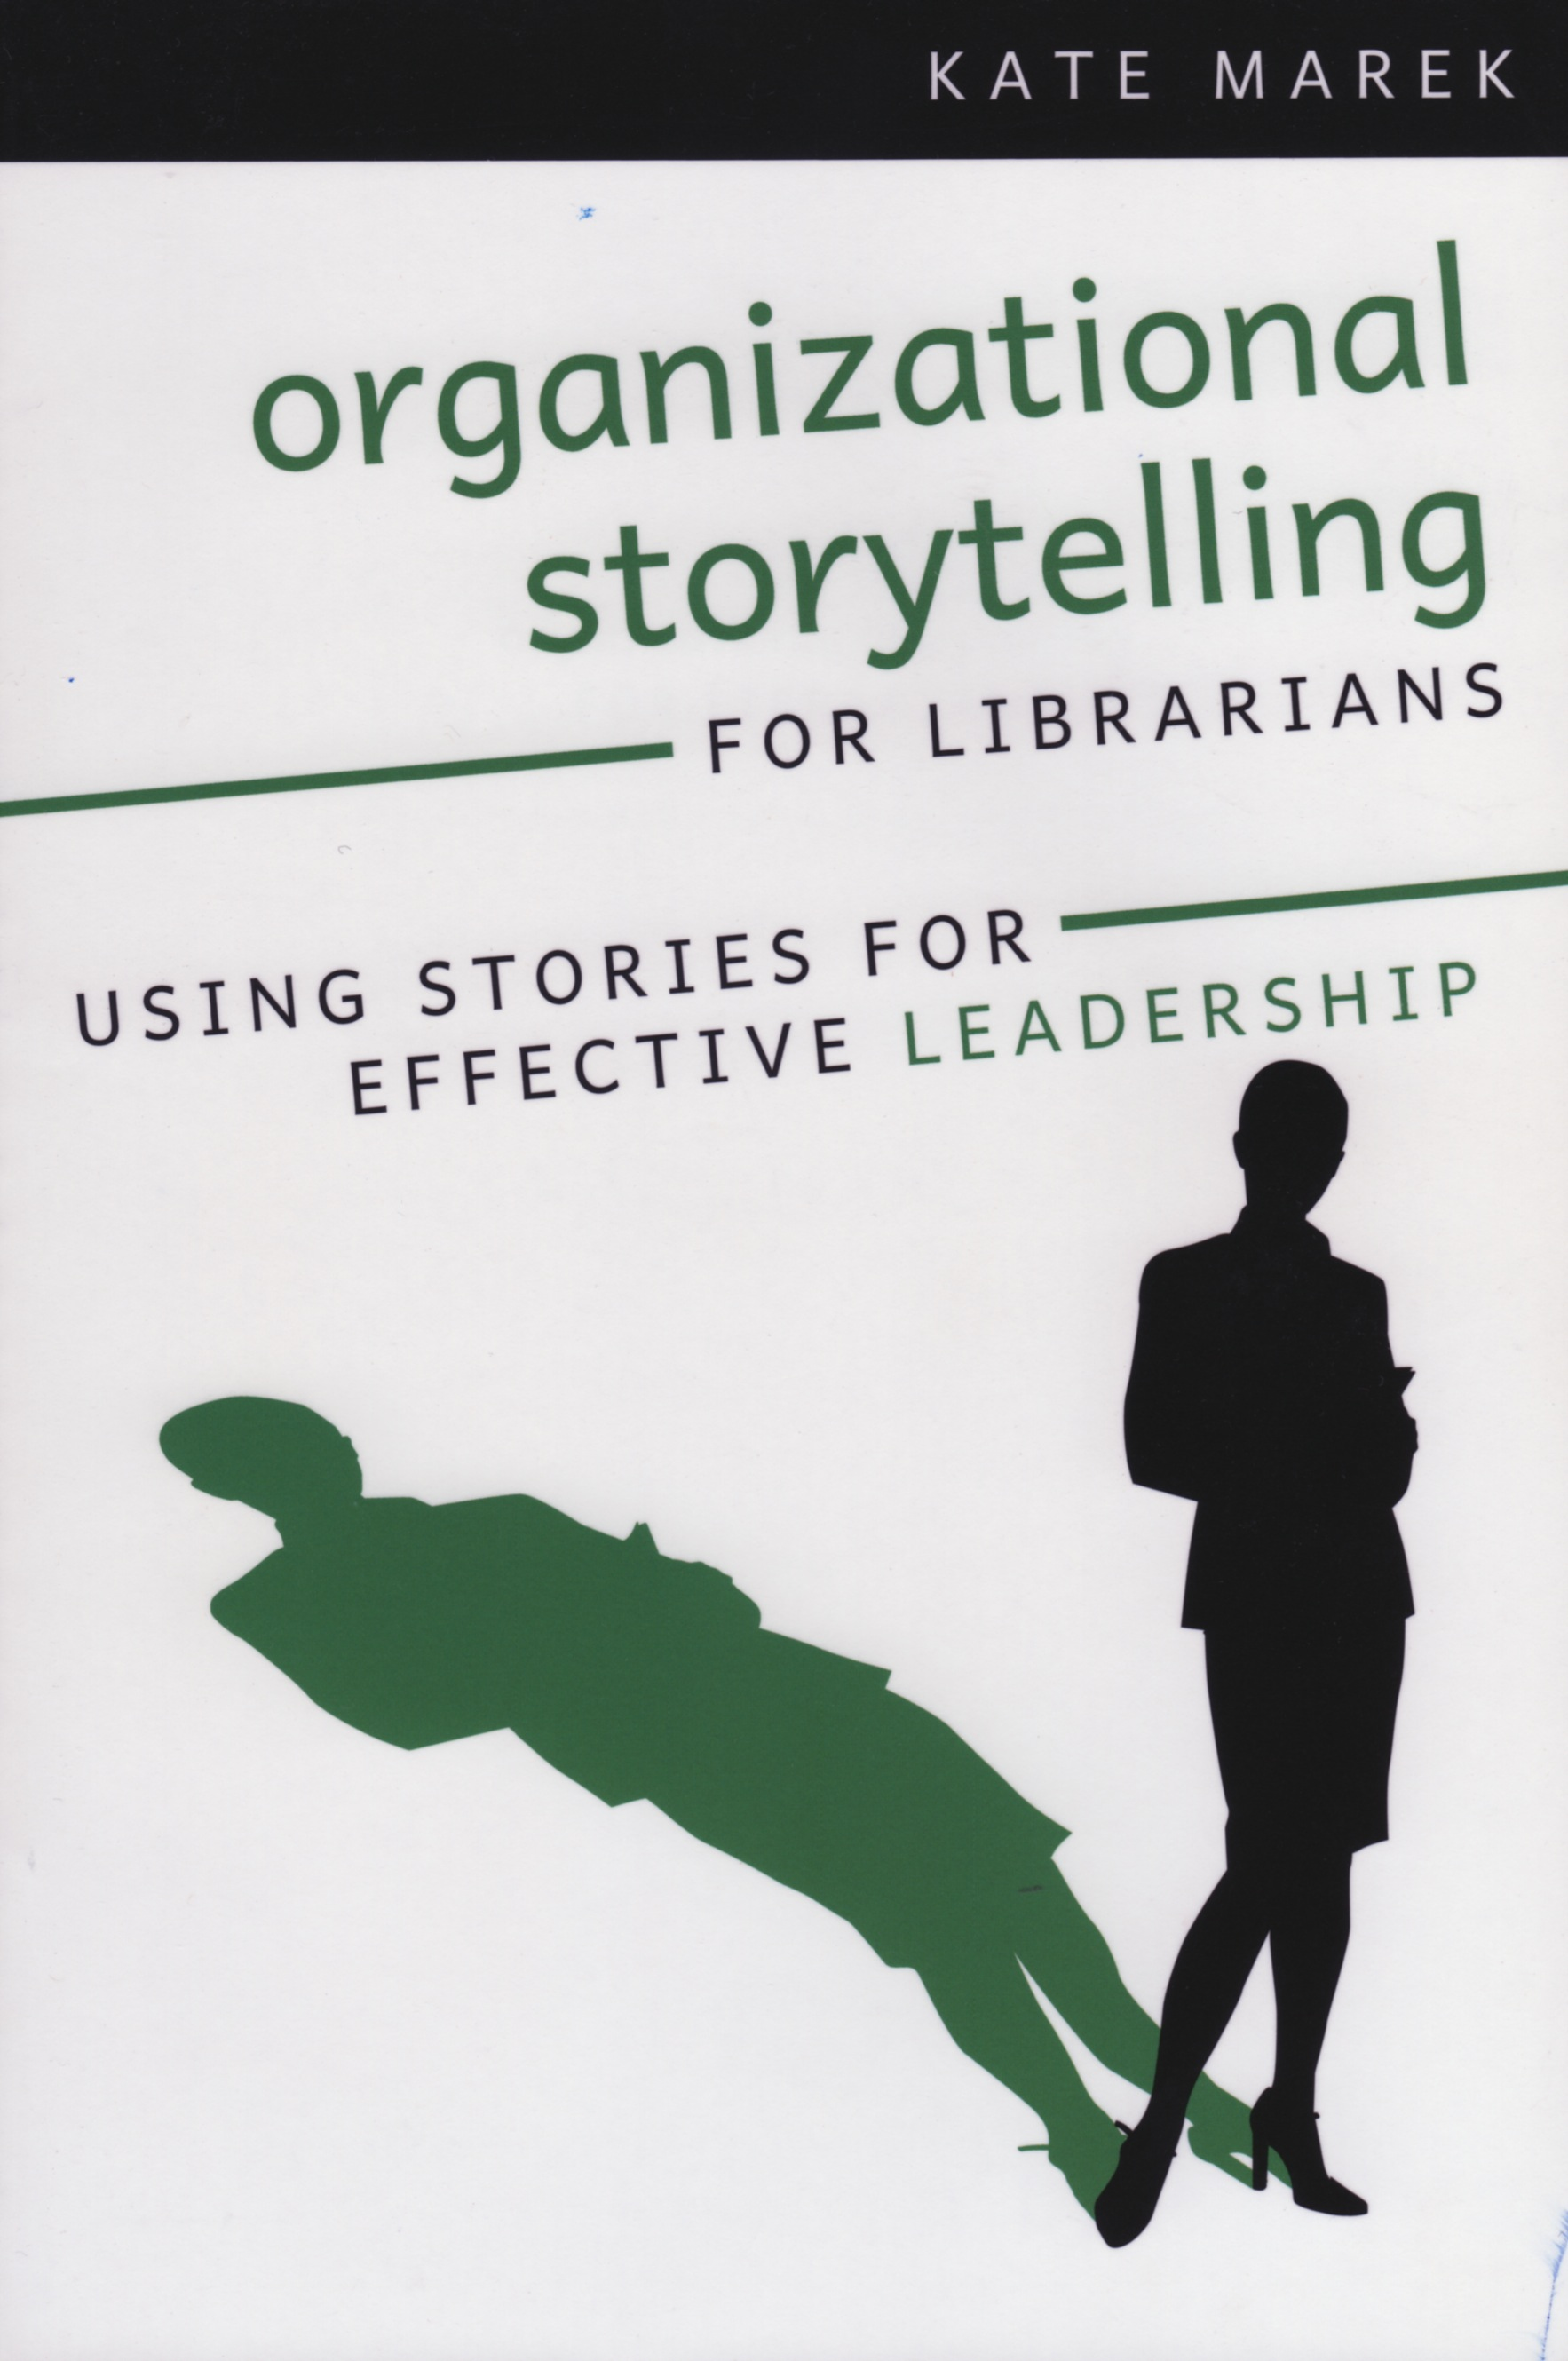 KATE MAREK
organizational
storytelling
FOR LIBRARIANS
USING STORIES FOR
EFFECTIVE LEADERSHIP